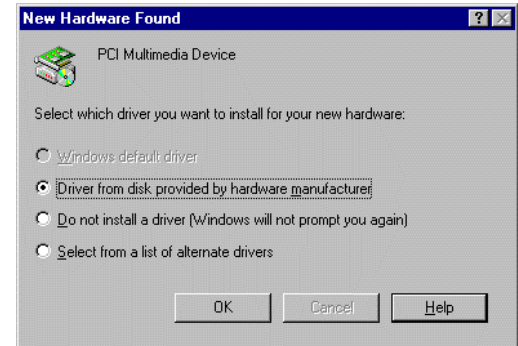 New Hardware Found
PCI Multimedia Device
Select which driver you want to install for your new hardware:
Windows default driver
Driver from disk provided by hardware manufacturer
Do not install a driver (Windows will not prompt you again)
Select from a list of alternate drivers
OK Cancel Help